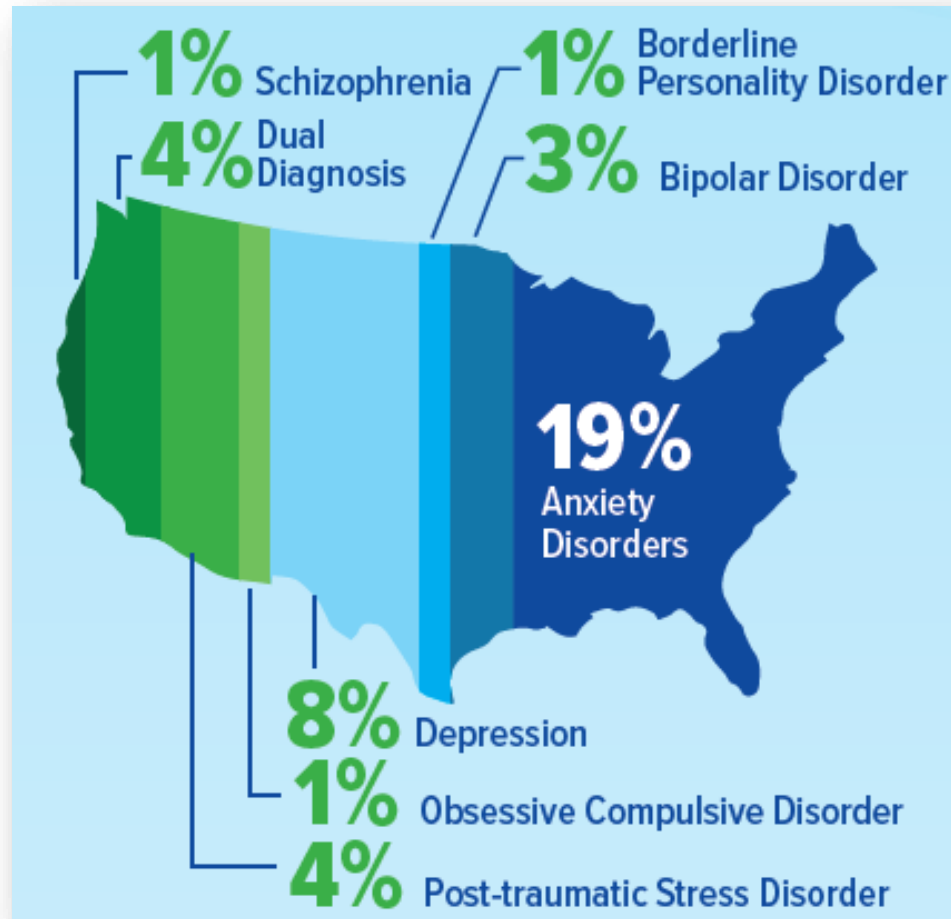 1% Schizophrenia
4% Dual
Diagnosis
1% Borderline
Personality Disorder
3% Bipolar Disorder
19%
Anxiety
Disorders
8% Depression
1% Obsessive Compulsive Disorder
4% Post-traumatic Stress Disorder